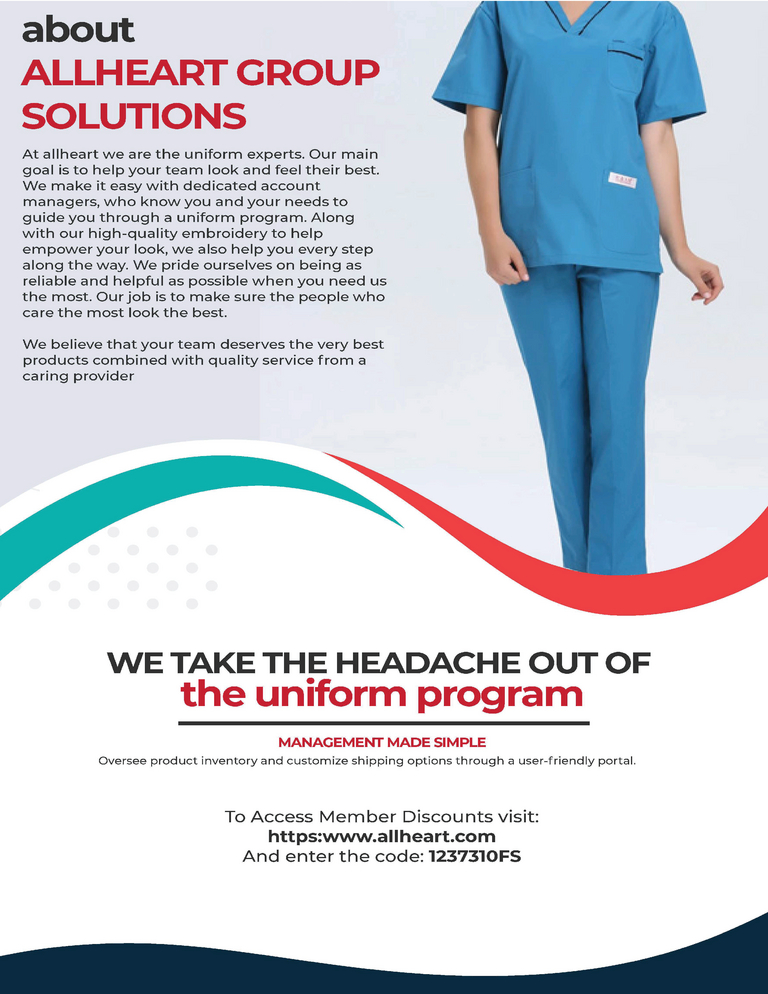 about
ALLHEART GROUP
SOLUTIONS
At allheart we are the uniform experts. Our main
goal is to help your team look and feel their best.
We make it easy with dedicated account
managers, who know you and your needs to
guide you through a uniform program. Along
with our high-quality embroidery to help
empower your look, we also help you every step
along the way. We pride ourselves on being as
reliable and helpful as possible when you need us
the most. Our job is to make sure the people who
care the most look the best.
We believe that your team deserves the very best
products combined with quality service from a
caring provider
WE TAKE THE HEADACHE OUT OF
the uniform program
MANAGEMENT MADE SIMPLE
Oversee product inventory and customize shipping options through a user-friendly portal.
To Access Member Discounts visit:
https:www.allheart.com
And enter the code: 1237310FS